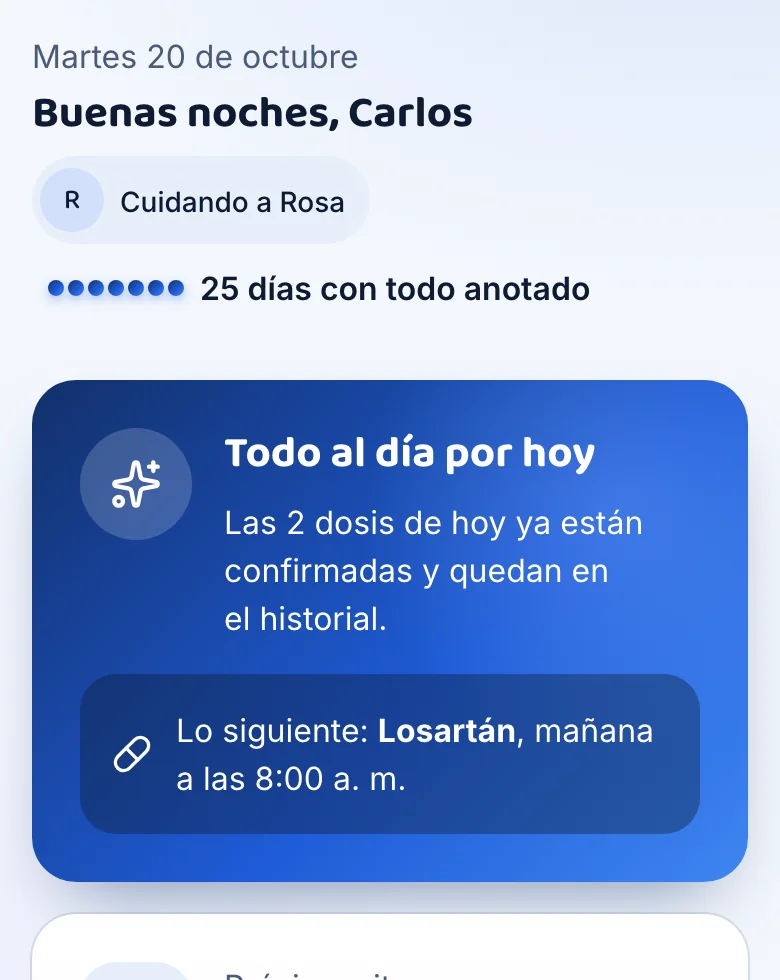 Martes 20 de octubre
Buenas noches, Carlos
R
Cuidando a Rosa
25 días con todo anotado
Todo al día por hoy
Las 2 dosis de hoy ya están
confirmadas y quedan en
el historial.
Lo siguiente: Losartán, mañana
a las 8:00 a. m.